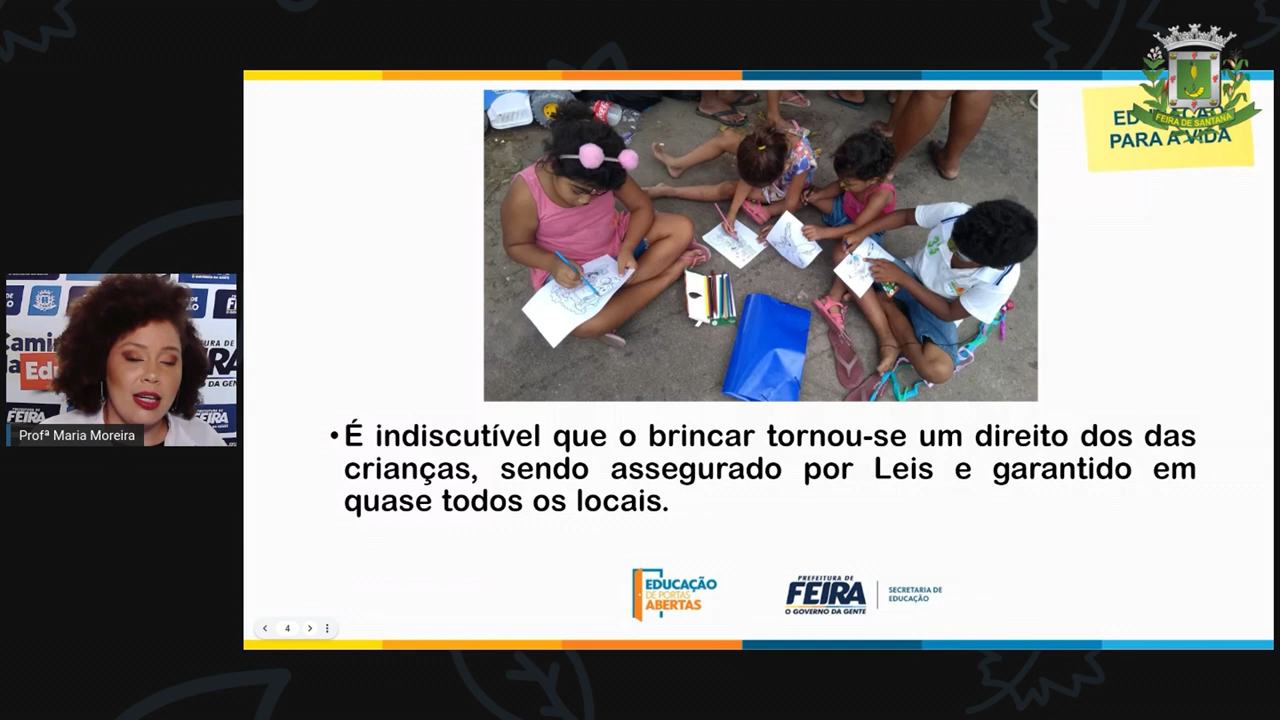 FEIRA DE SANTANA
PARA A VIDA
• É indiscutível que o brincar tornou-se um direito dos das
crianças, sendo assegurado por Leis e garantido em
quase todos os locais.
Profª Maria Moreira
FEIRA
EDUCAÇÃO
DE PORTAS
ABERTAS
PREFEITURA DE
FEIRA
O GOVERNO DA GENTE
SECRETARIA DE
EDUCAÇÃO
4